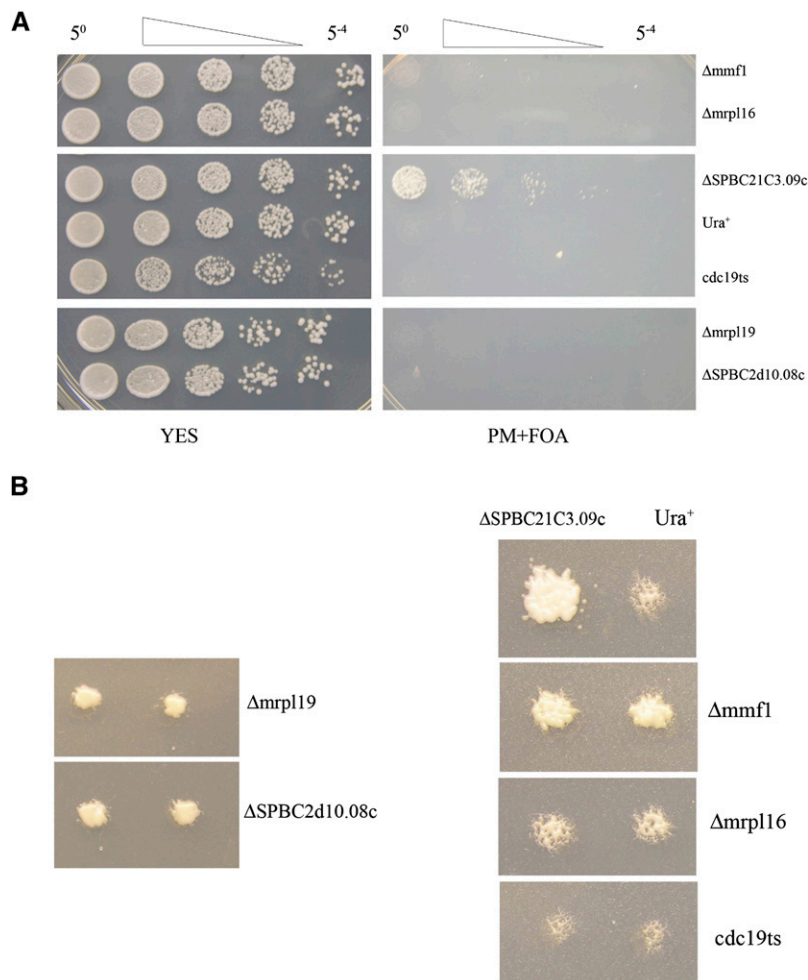 A
5⁰ 5⁻⁴ 5⁰ 5⁻⁴
Δmmf1
Δmrpl16
ΔSPBC21C3.09c
Ura⁺
cdc19ts
Δmrpl19
ΔSPBC2d10.08c
YES PM+FOA
B
ΔSPBC21C3.09c Ura⁺
Δmrpl19
Δmmf1
ΔSPBC2d10.08c
Δmrpl16
cdc19ts